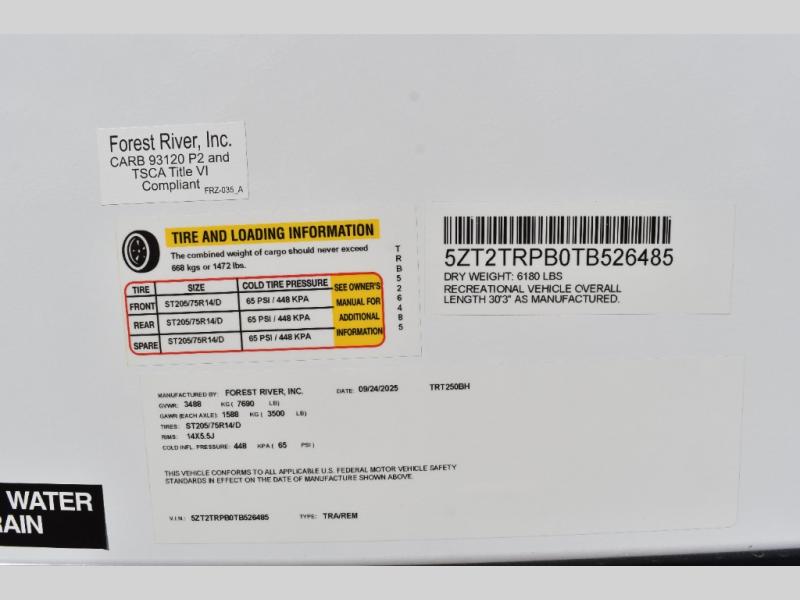 Forest River, Inc.
CARB 93120 P2 and
TSCA Title VI
Compliant FRZ-035_A
TIRE AND LOADING INFORMATION
The combined weight of cargo should never exceed
668 kgs or 1472 lbs.
TIRE SIZE COLD TIRE PRESSURE SEE OWNER'S
FRONT ST205/75R14/D 65 PSI / 448 KPA MANUAL FOR
REAR ST205/75R14/D 65 PSI / 448 KPA ADDITIONAL
SPARE ST205/75R14/D 65 PSI / 448 KPA INFORMATION
TRB526485
5ZT2TRPB0TB526485
DRY WEIGHT: 6180 LBS
RECREATIONAL VEHICLE OVERALL
LENGTH 30'3" AS MANUFACTURED.
MANUFACTURED BY: FOREST RIVER, INC. DATE: 09/24/2025 TRT250BH
GVWR: 3488 KG ( 7690 LB)
GAWR (EACH AXLE): 1588 KG ( 3500 LB)
TIRES: ST205/75R14/D
RIMS: 14X5.5J
COLD INFL. PRESSURE: 448 KPA ( 65 PSI )
THIS VEHICLE CONFORMS TO ALL APPLICABLE U.S. FEDERAL MOTOR VEHICLE SAFETY
STANDARDS IN EFFECT ON THE DATE OF MANUFACTURE SHOWN ABOVE.
V.I.N.: 5ZT2TRPB0TB526485 TYPE: TRA/REM
WATER
RAIN